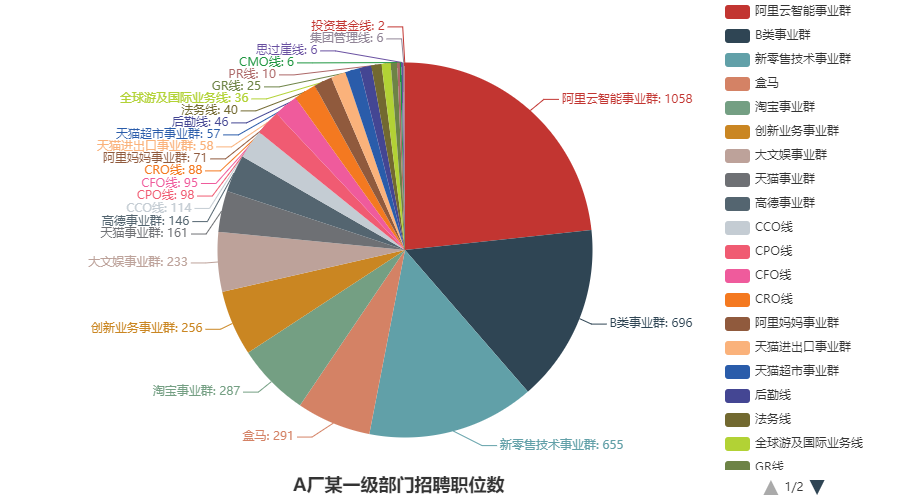 投资基金线: 2
集团管理线: 6
思过崖线: 6
CMO线: 6
PR线: 10
GR线: 25
全球游及国际业务线: 36
法务线: 40
后勤线: 46
天猫超市事业群: 57
天猫进出口事业群: 58
阿里妈妈事业群: 71
CRO线: 88
CFO线: 95
CPO线: 98
CCO线: 114
高德事业群: 146
天猫事业群: 161
大文娱事业群: 233
创新业务事业群: 256
淘宝事业群: 287
盒马: 291
阿里云智能事业群: 1058
B类事业群: 696
新零售技术事业群: 655
A厂某一级部门招聘职位数
阿里云智能事业群
B类事业群
新零售技术事业群
盒马
淘宝事业群
创新业务事业群
大文娱事业群
天猫事业群
高德事业群
CCO线
CPO线
CFO线
CRO线
阿里妈妈事业群
天猫进出口事业群
天猫超市事业群
后勤线
法务线
全球游及国际业务线
GR线
1/2